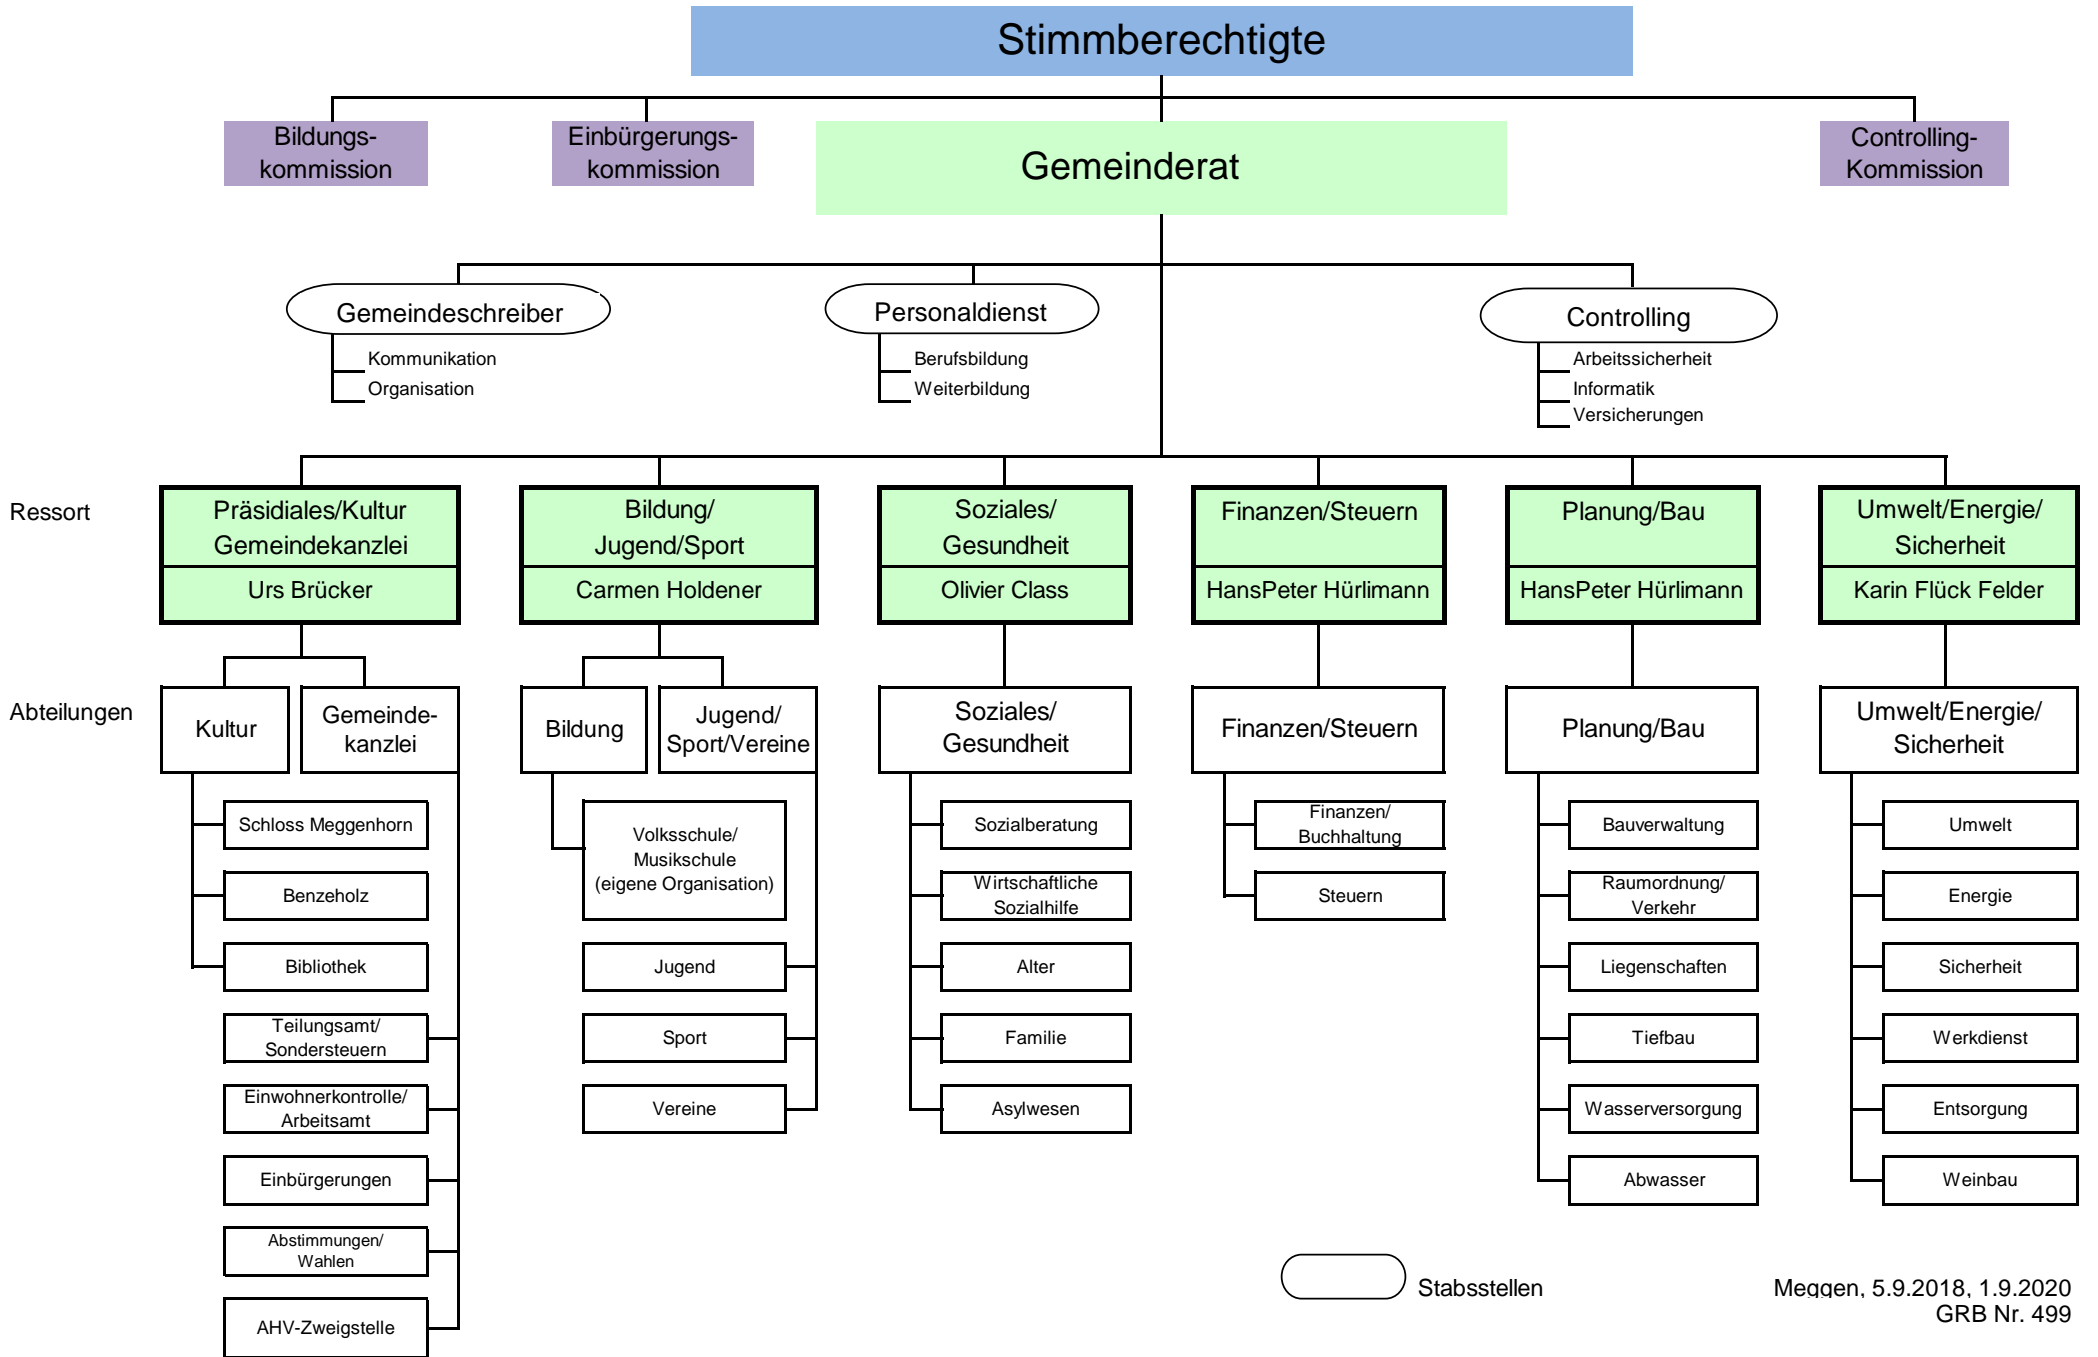 Stimmberechtigte
Bildungs-
kommission
Einbürgerungs-
kommission
Gemeinderat
Controlling-
Kommission
Gemeindeschreiber
Kommunikation
Organisation
Personaldienst
Berufsbildung
Weiterbildung
Controlling
Arbeitssicherheit
Informatik
Versicherungen
Ressort
Präsidiales/Kultur
Gemeindekanzlei
Urs Brücker
Bildung/
Jugend/Sport
Carmen Holdener
Soziales/
Gesundheit
Olivier Class
Finanzen/Steuern
HansPeter Hürlimann
Planung/Bau
HansPeter Hürlimann
Umwelt/Energie/
Sicherheit
Karin Flück Felder
Abteilungen
Kultur
Gemeinde-
kanzlei
Bildung
Jugend/
Sport/Vereine
Soziales/
Gesundheit
Finanzen/Steuern
Planung/Bau
Umwelt/Energie/
Sicherheit
Schloss Meggenhorn
Benzeholz
Bibliothek
Teilungsamt/
Sondersteuern
Einwohnerkontrolle/
Arbeitsamt
Einbürgerungen
Abstimmungen/
Wahlen
AHV-Zweigstelle
Volksschule/
Musikschule
(eigene Organisation)
Jugend
Sport
Vereine
Sozialberatung
Wirtschaftliche
Sozialhilfe
Alter
Familie
Asylwesen
Finanzen/
Buchhaltung
Steuern
Bauverwaltung
Raumordnung/
Verkehr
Liegenschaften
Tiefbau
Wasserversorgung
Abwasser
Umwelt
Energie
Sicherheit
Werkdienst
Entsorgung
Weinbau
Stabsstellen
Meggen, 5.9.2018, 1.9.2020
GRB Nr. 499